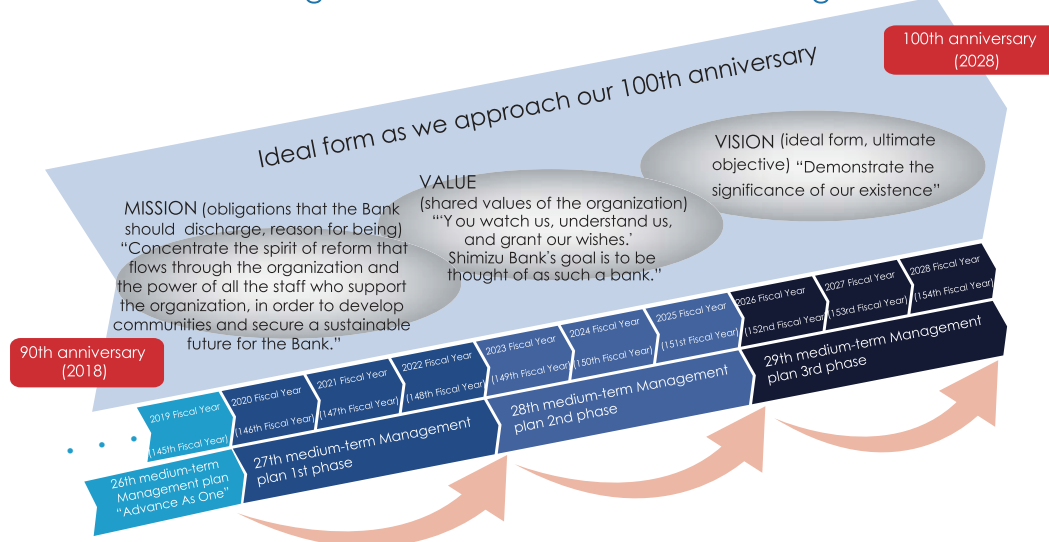 100th anniversary
(2028)
Ideal form as we approach our 100th anniversary
VISION (ideal form, ultimate
objective) “Demonstrate the
significance of our existence”
VALUE
(shared values of the organization)
“‘You watch us, understand us,
and grant our wishes.’
Shimizu Bank’s goal is to be
thought of as such a bank.”
MISSION (obligations that the Bank
should discharge, reason for being)
“Concentrate the spirit of reform that
flows through the organization and
the power of all the staff who support
the organization, in order to develop
communities and secure a sustainable
future for the Bank.”
90th anniversary
(2018)
2019 Fiscal Year
(145th Fiscal Year)
2020 Fiscal Year
(146th Fiscal Year)
2021 Fiscal Year
(147th Fiscal Year)
2022 Fiscal Year
(148th Fiscal Year)
2023 Fiscal Year
(149th Fiscal Year)
2024 Fiscal Year
(150th Fiscal Year)
2025 Fiscal Year
(151st Fiscal Year)
2026 Fiscal Year
(152nd Fiscal Year)
2027 Fiscal Year
(153rd Fiscal Year)
2028 Fiscal Year
(154th Fiscal Year)
26th medium-term
Management plan
“Advance As One”
27th medium-term Management
plan 1st phase
28th medium-term Management
plan 2nd phase
29th medium-term Management
plan 3rd phase